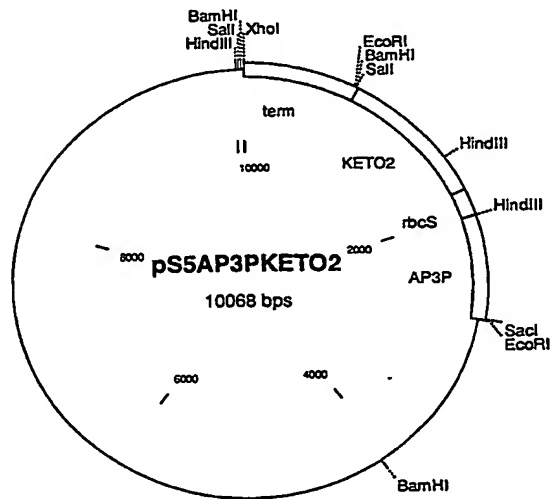 BamHI
SalI
HindIII
XhoI
EcoRI
BamHI
SalI
term
10000
KETO2
HindIII
HindIII
rbcS
2000
8000
pS5AP3PKETO2
AP3P
10068 bps
SacI
EcoRI
6000
4000
BamHI